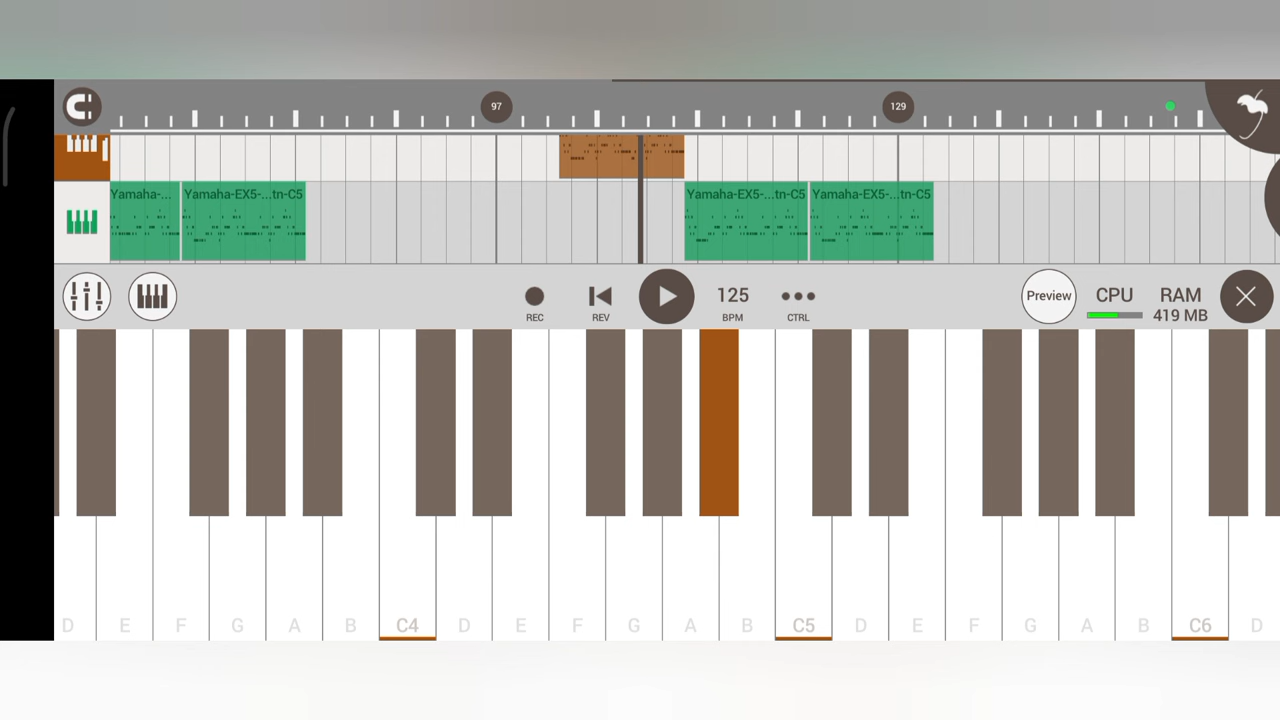 97
129
Yamaha-...
Yamaha-EX5-...tn-C5
Yamaha-EX5-...tn-C5
Yamaha-EX5-...tn-C5
REC
REV
125
BPM
CTRL
Preview
CPU
RAM
419 MB
D E F G A B C4 D E F G A B C5 D E F G A B C6 D